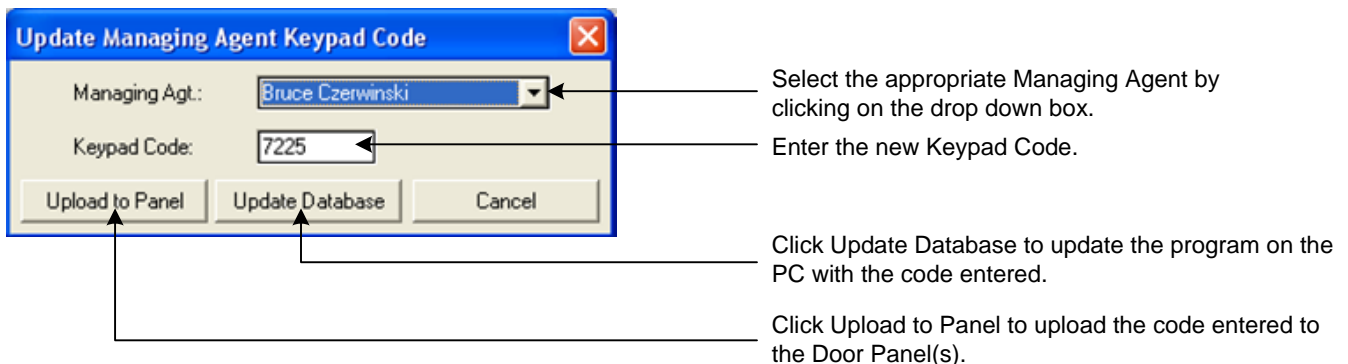 Update Managing Agent Keypad Code
Managing Agt.:
Bruce Czerwinski
Keypad Code:
7225
Upload to Panel
Update Database
Cancel
Select the appropriate Managing Agent by
clicking on the drop down box.
Enter the new Keypad Code.
Click Update Database to update the program on the
PC with the code entered.
Click Upload to Panel to upload the code entered to
the Door Panel(s).